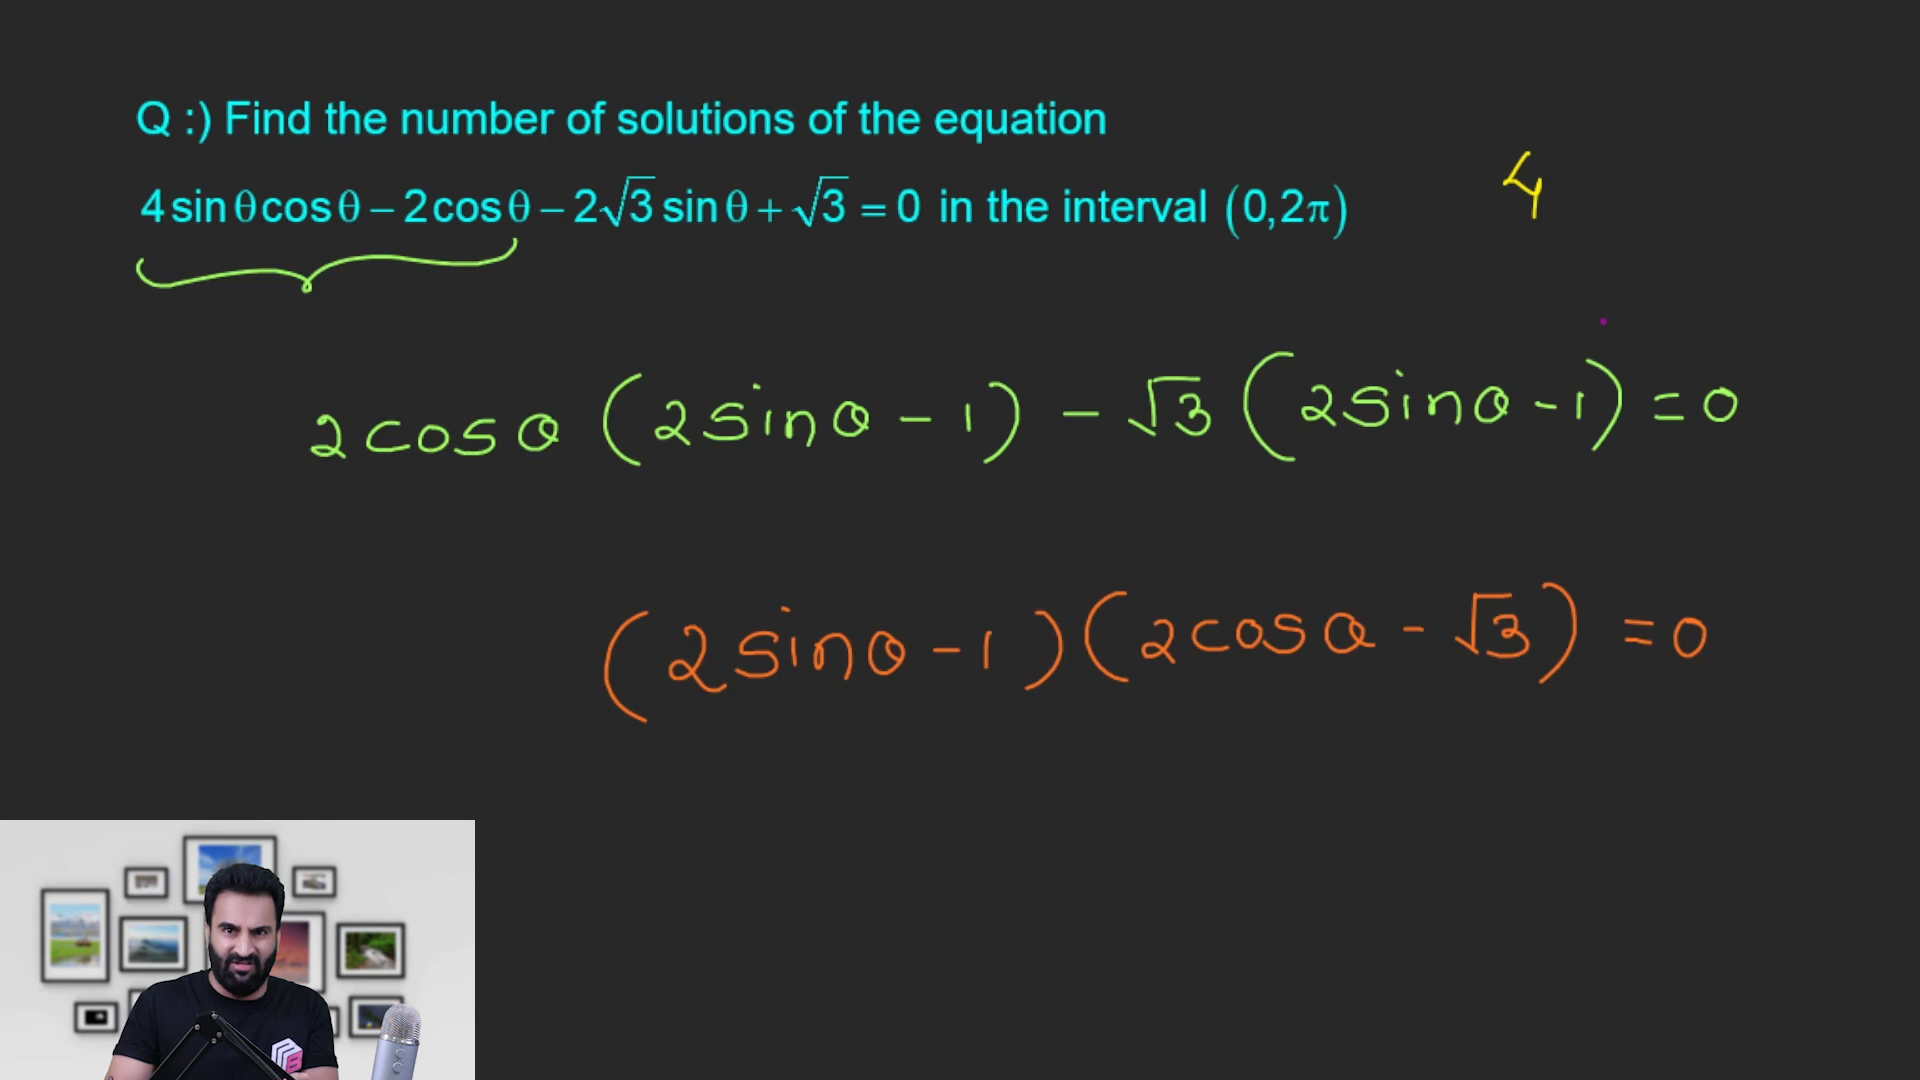 Q :) Find the number of solutions of the equation
4 sin θ cos θ − 2 cos θ − 2√3 sin θ + √3 = 0 in the interval (0, 2π)
4
2 cos θ (2 sin θ − 1) − √3 (2 sin θ − 1) = 0
(2 sin θ − 1)(2 cos θ − √3) = 0